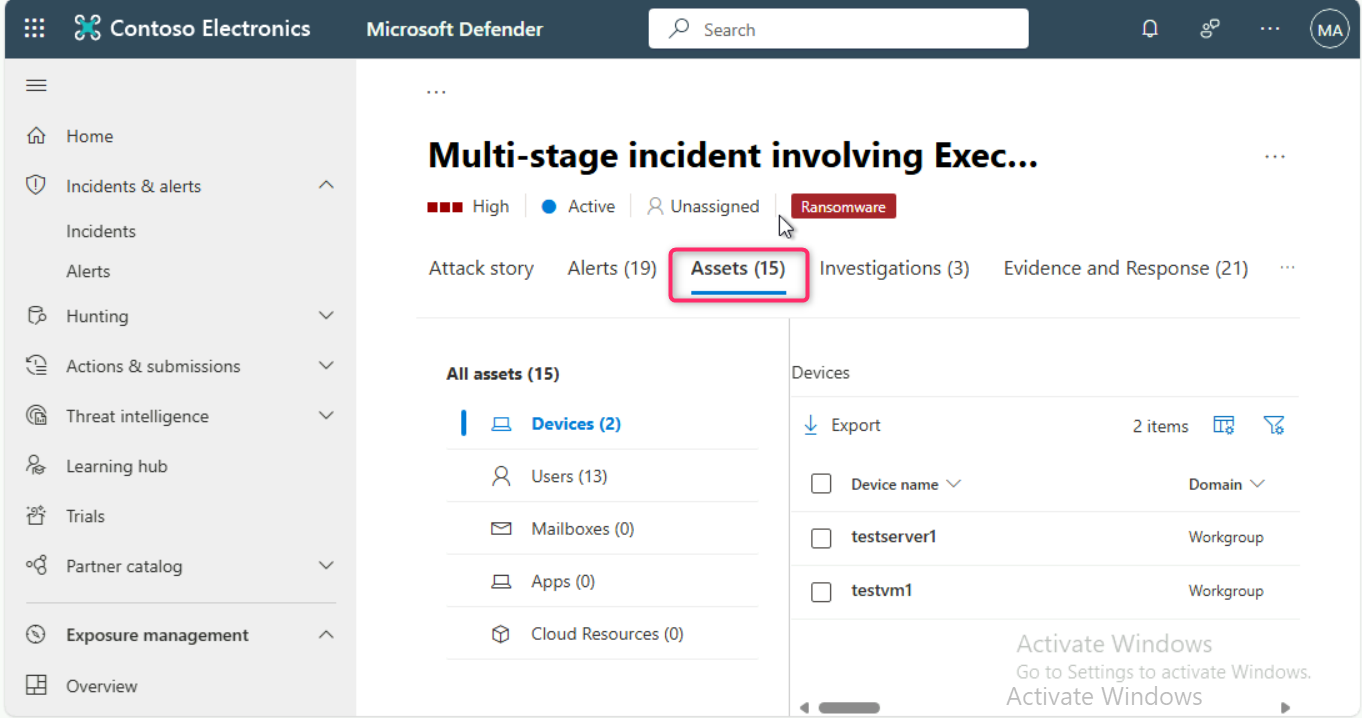 Contoso Electronics
Microsoft Defender
Search
MA
Home
Incidents & alerts
Incidents
Alerts
Hunting
Actions & submissions
Threat intelligence
Learning hub
Trials
Partner catalog
Exposure management
Overview
...
Multi-stage incident involving Exec...
High
Active
Unassigned
Ransomware
Attack story
Alerts (19)
Assets (15)
Investigations (3)
Evidence and Response (21)
All assets (15)
Devices (2)
Users (13)
Mailboxes (0)
Apps (0)
Cloud Resources (0)
Devices
Export
2 items
Device name
Domain
testserver1
Workgroup
testvm1
Workgroup
Activate Windows
Go to Settings to activate Windows.
Activate Windows